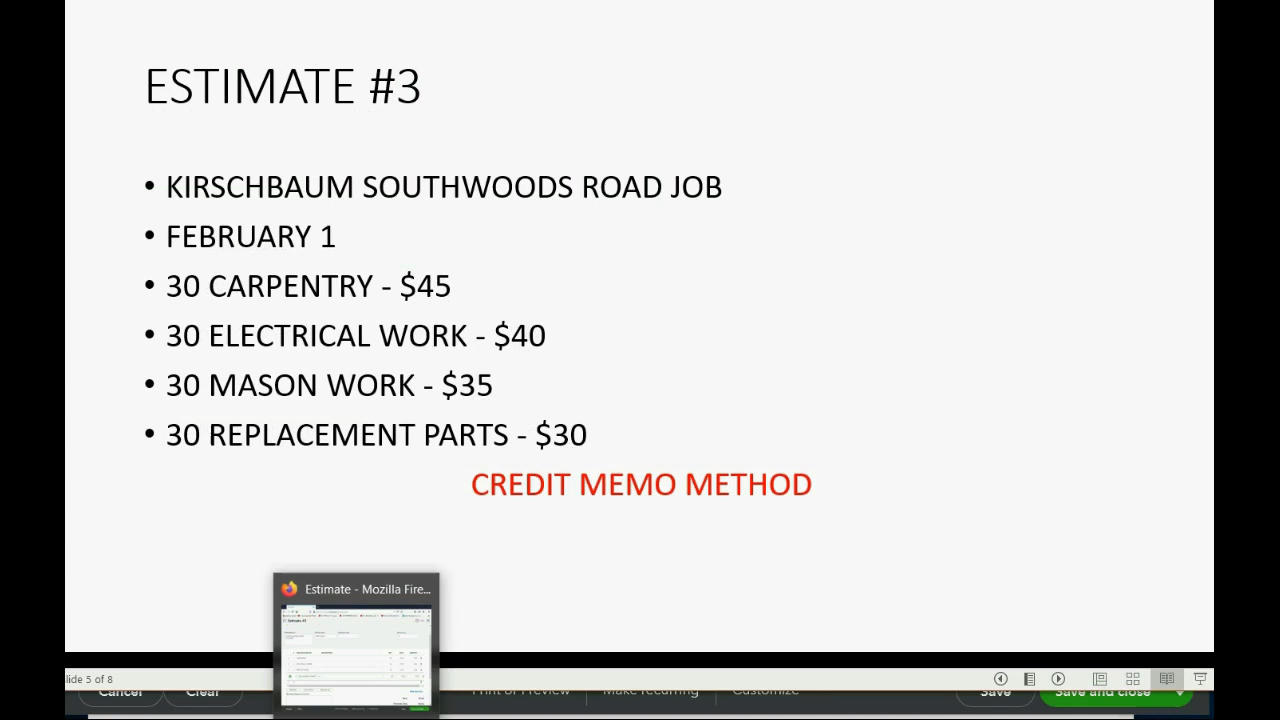 ESTIMATE #3
• KIRSCHBAUM SOUTHWOODS ROAD JOB
• FEBRUARY 1
• 30 CARPENTRY - $45
• 30 ELECTRICAL WORK - $40
• 30 MASON WORK - $35
• 30 REPLACEMENT PARTS - $30
CREDIT MEMO METHOD
Estimate - Mozilla Fire...
lide 5 of 8
Cancel Clear Print or Preview Make recurring Customize Save Save and close